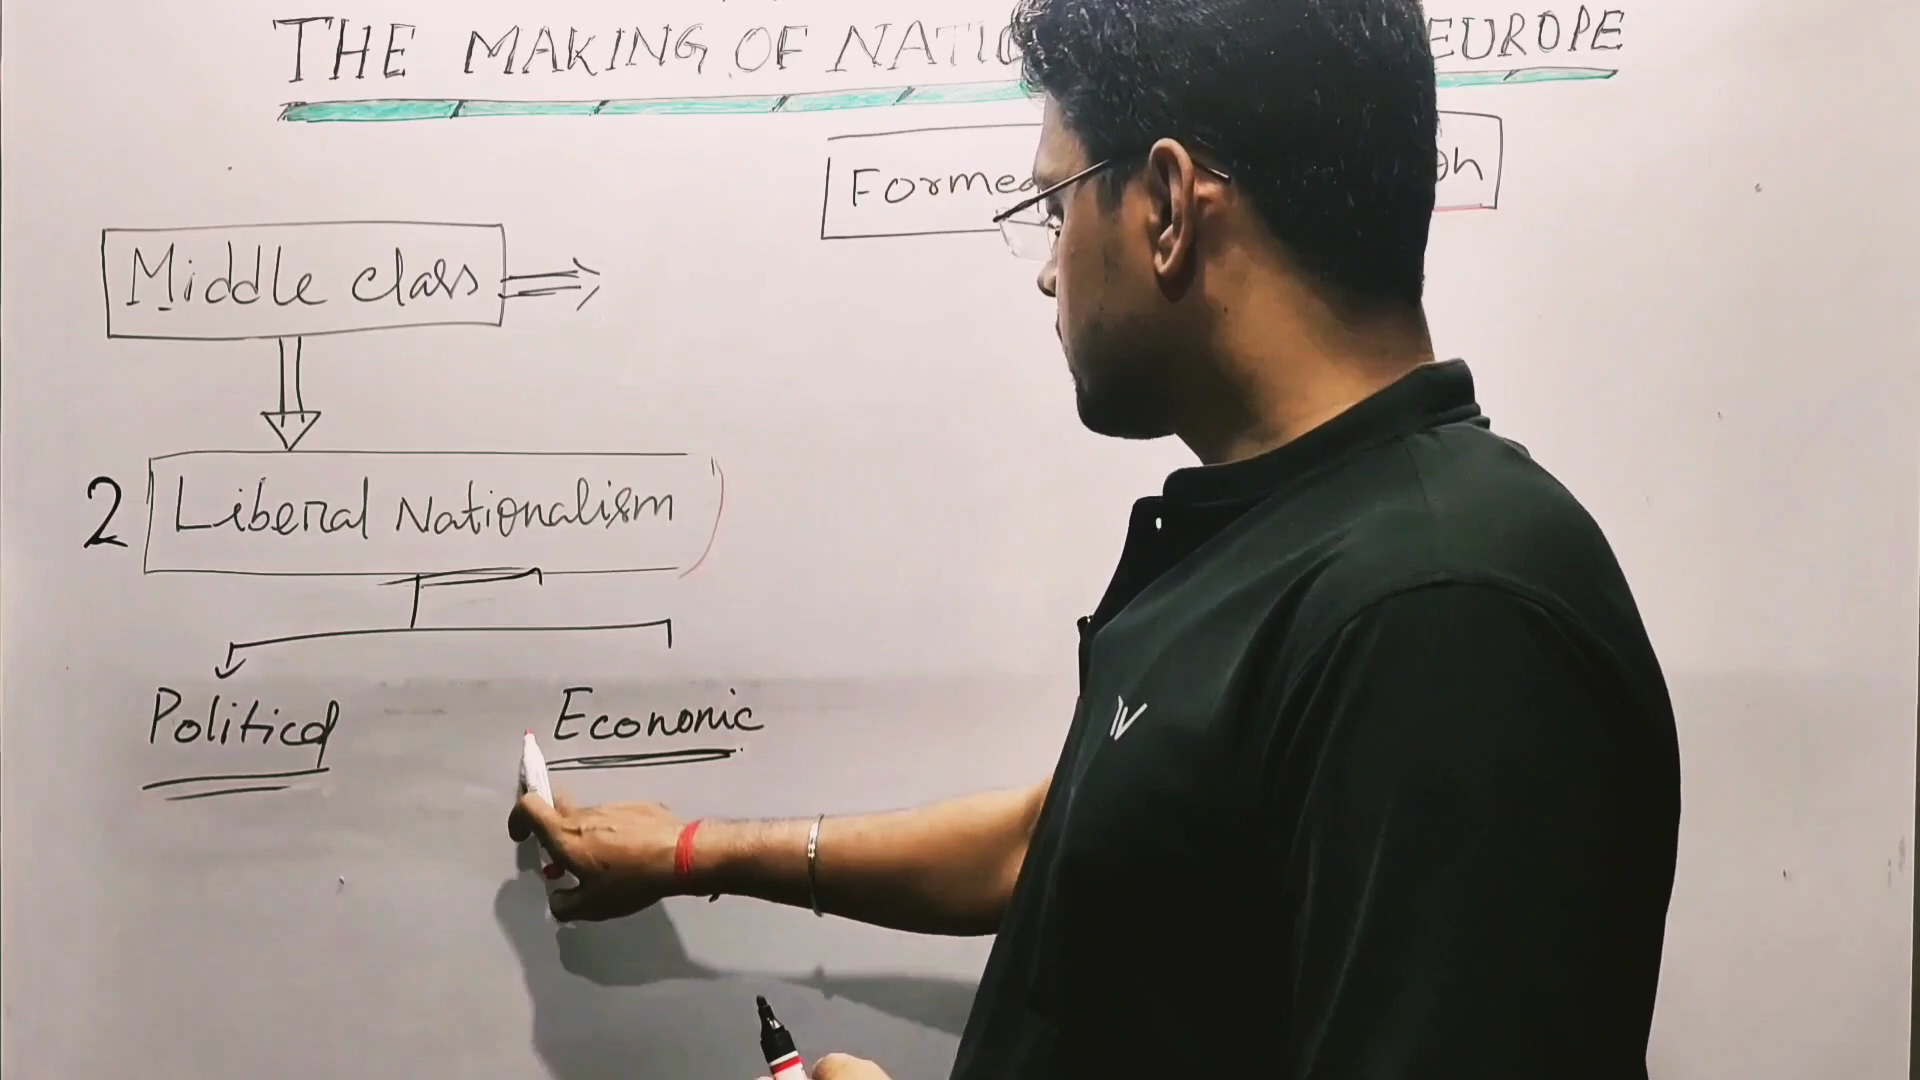 THE MAKING OF NATIO EUROPE
Formed on
Middle class
2 Liberal Nationalism
Political Economic